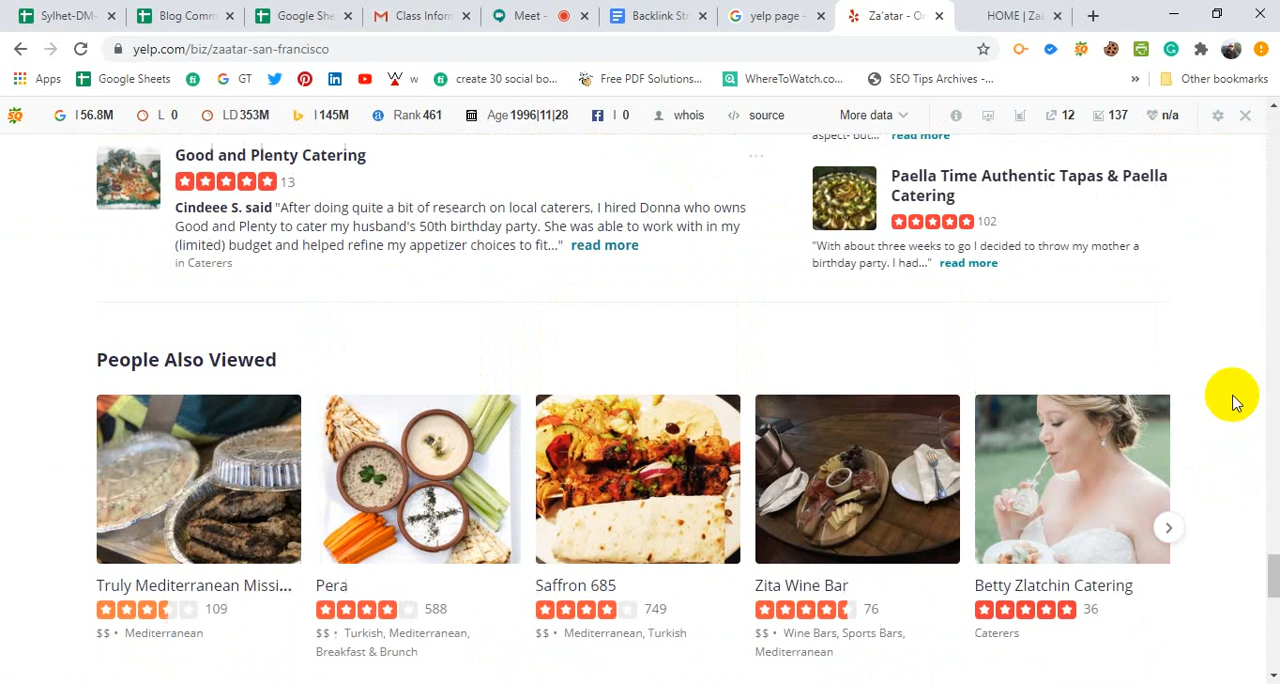 Sylhet-DM-
Blog Comm
Google She
Class Inform
Meet -
Backlink Str
yelp page -
Za'atar - O
HOME | Zaa
yelp.com/biz/zaatar-san-francisco
Apps
Google Sheets
GT
w
create 30 social bo...
Free PDF Solutions...
WhereToWatch.co...
SEO Tips Archives -...
»
Other bookmarks
I 56.8M
L 0
LD 353M
I 145M
Rank 461
Age 1996|11|28
l 0
whois
source
More data
12
137
n/a
aspect- but... read more
Good and Plenty Catering
13
Cindeee S. said "After doing quite a bit of research on local caterers, I hired Donna who owns
Good and Plenty to cater my husband's 50th birthday party. She was able to work with in my
(limited) budget and helped refine my appetizer choices to fit..." read more
in Caterers
Paella Time Authentic Tapas & Paella
Catering
102
"With about three weeks to go I decided to throw my mother a
birthday party. I had..." read more
People Also Viewed
Truly Mediterranean Missi...
109
$$ • Mediterranean
Pera
588
$$ • Turkish, Mediterranean,
Breakfast & Brunch
Saffron 685
749
$$ • Mediterranean, Turkish
Zita Wine Bar
76
$$ • Wine Bars, Sports Bars,
Mediterranean
Betty Zlatchin Catering
36
Caterers